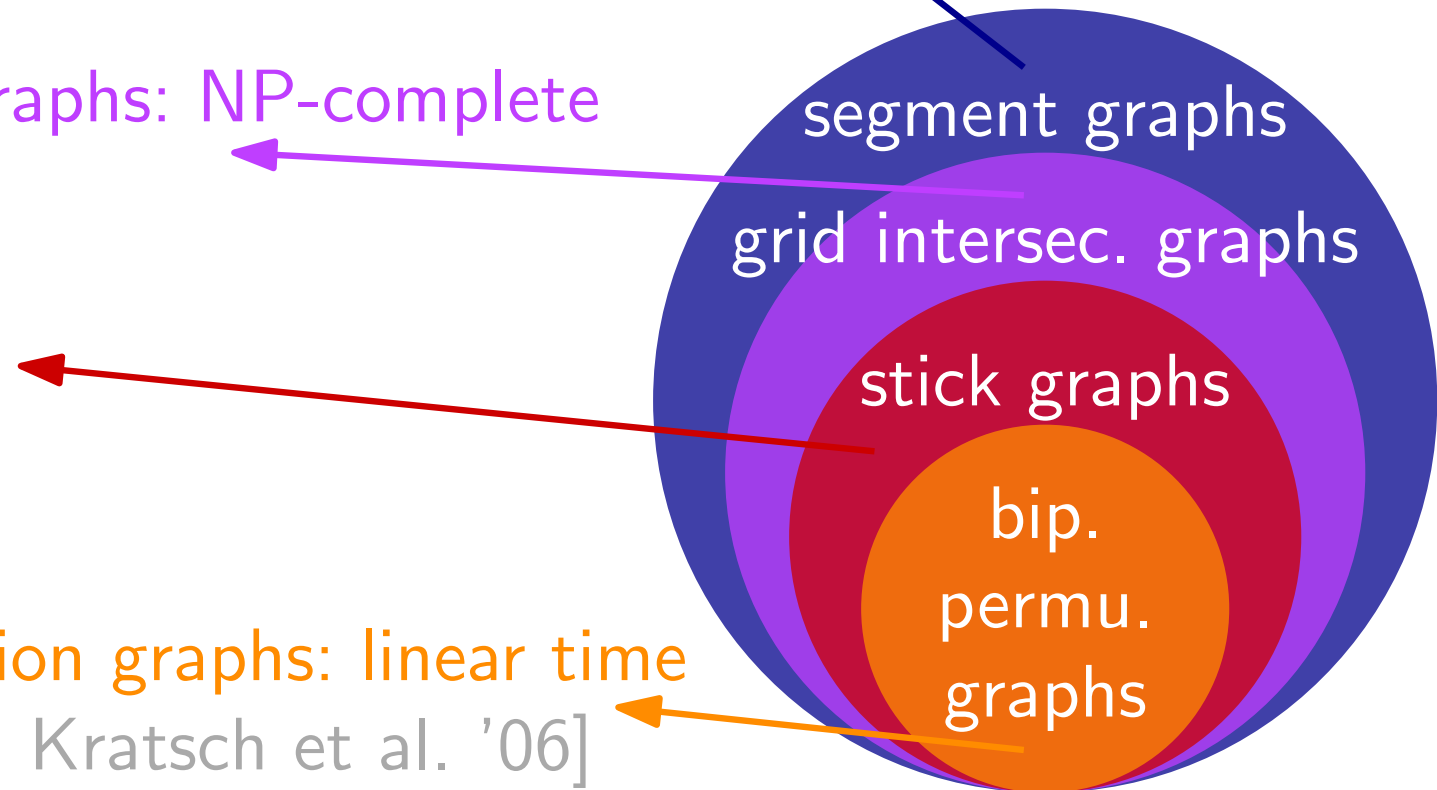 segment graphs
raphs: NP-complete
grid intersec. graphs
stick graphs
bip.
permu.
graphs
ion graphs: linear time
Kratsch et al. ’06]